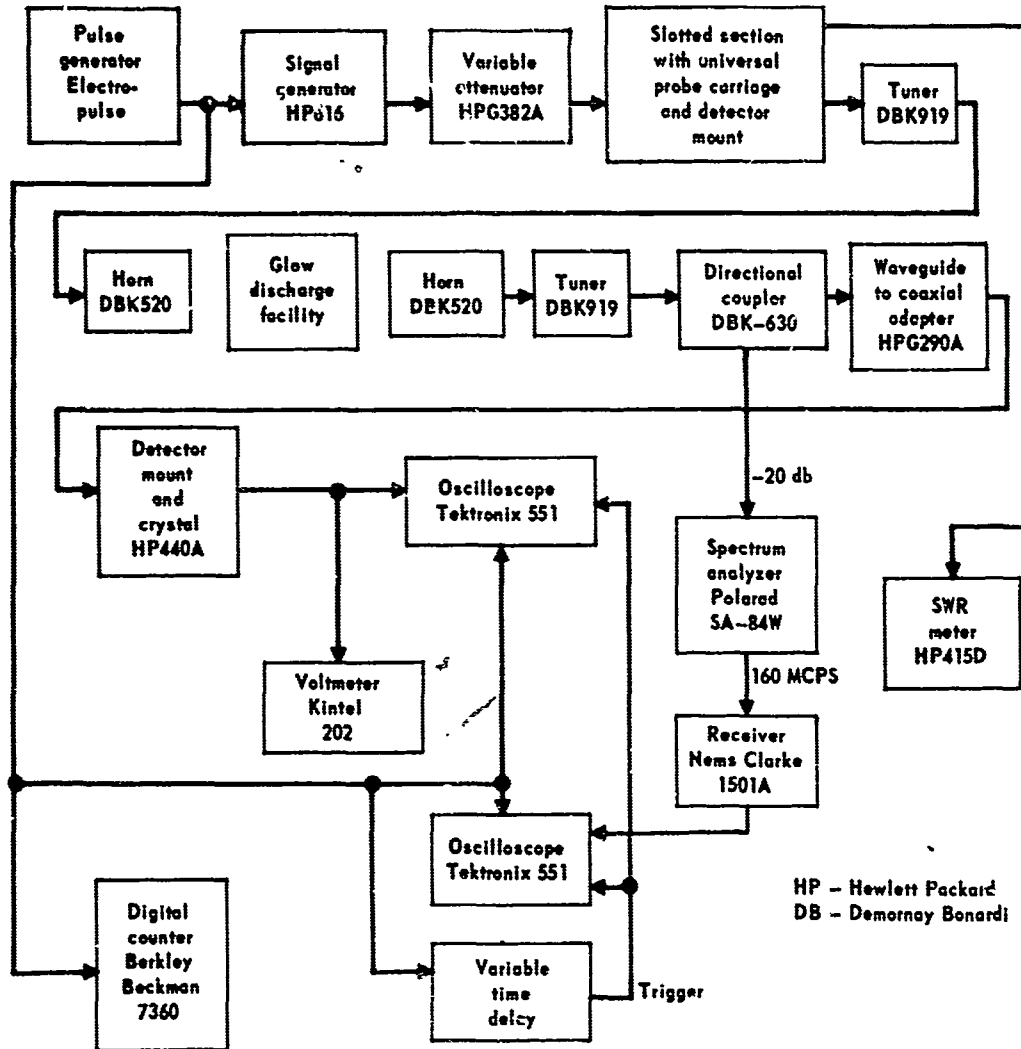 Pulse
generator
Electro-
pulse
Signal
generator
HP616
Variable
attenuator
HPG382A
Slotted section
with universal
probe carriage
and detector
mount
Tuner
DBK919
Horn
DBK520
Glow
discharge
facility
Horn
DBK520
Tuner
DBK919
Directional
coupler
DBK-630
Waveguide
to coaxial
adapter
HPG290A
Detector
mount
and
crystal
HP440A
Oscilloscope
Tektronix 551
-20 db
Spectrum
analyzer
Polarad
SA-84W
SWR
meter
HP415D
Voltmeter
Kintel
202
160 MCPS
Receiver
Nems Clarke
1501A
Oscilloscope
Tektronix 551
HP - Hewlett Packard
DB - Demornay Bonardi
Digital
counter
Berkley
Beckman
7360
Variable
time
delay
Trigger